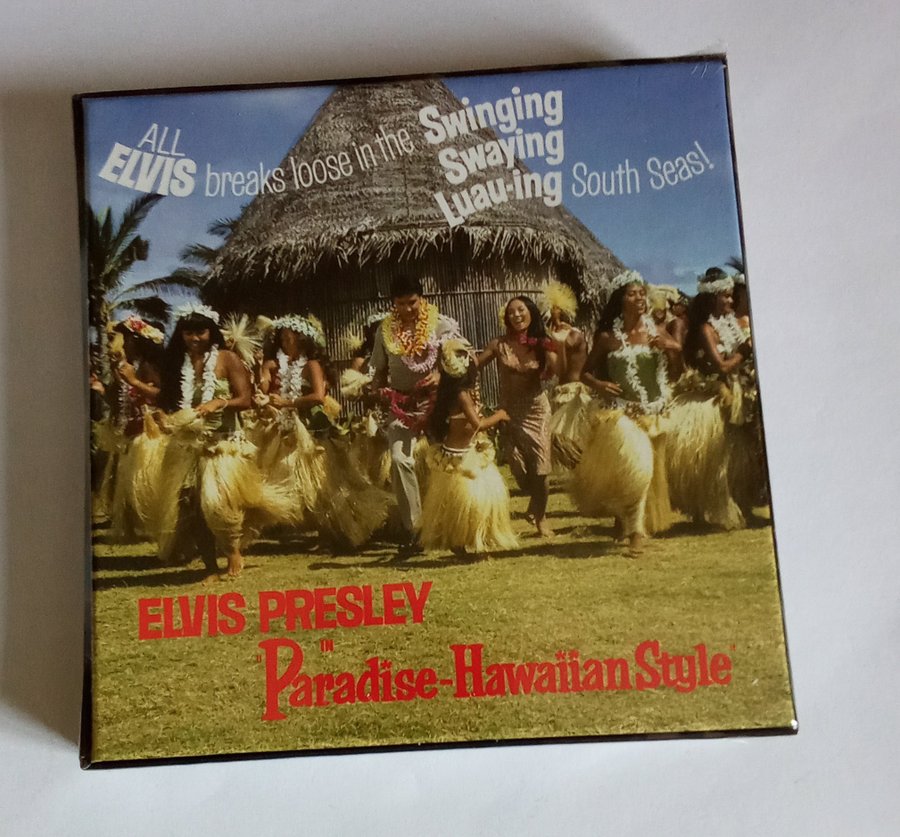 ALL
ELVIS breaks loose in the Swinging
Swaying
Luau-ing South Seas!
ELVIS PRESLEY
IN
"Paradise-Hawaiian Style"